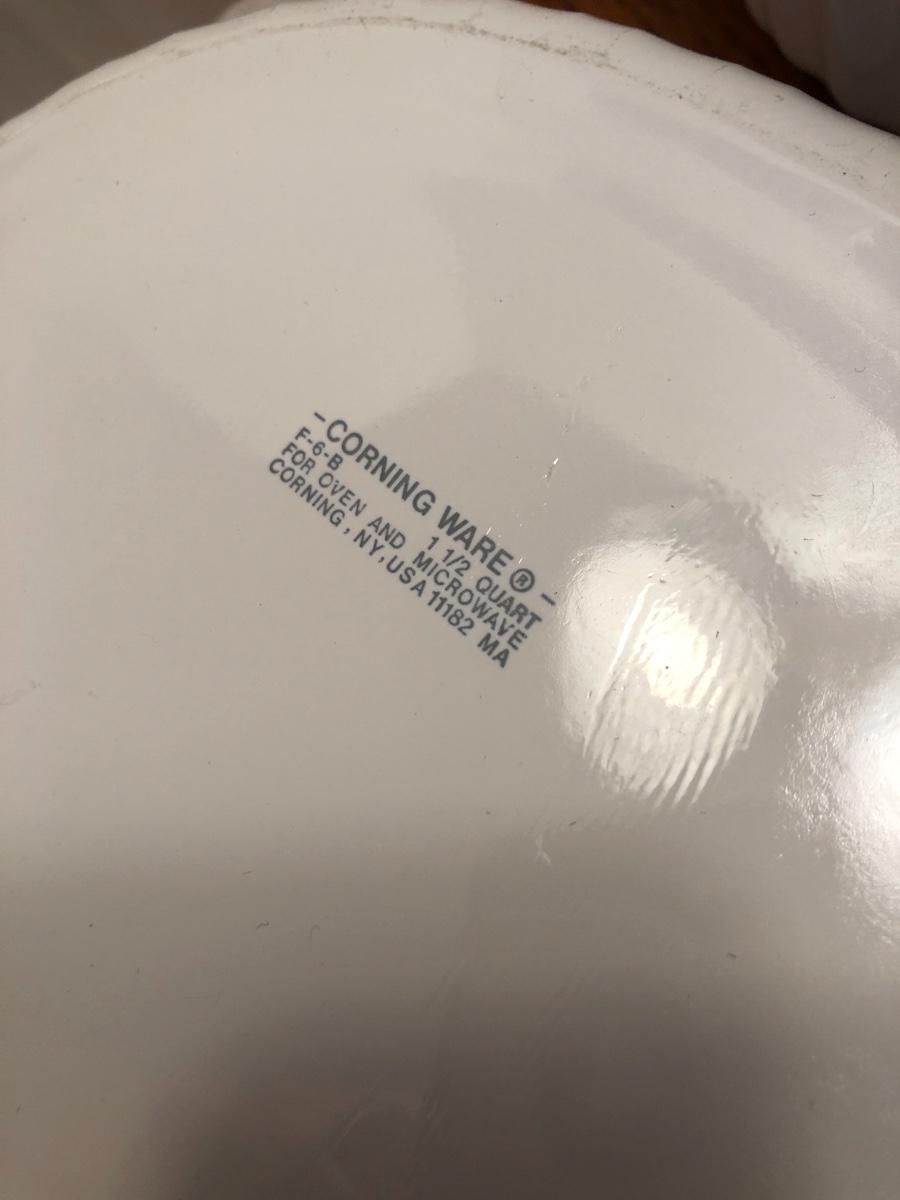 -CORNING WARE ® -
F-6-B 1 1/2 QUART
FOR OVEN AND MICROWAVE
CORNING, NY, USA 11182 MA